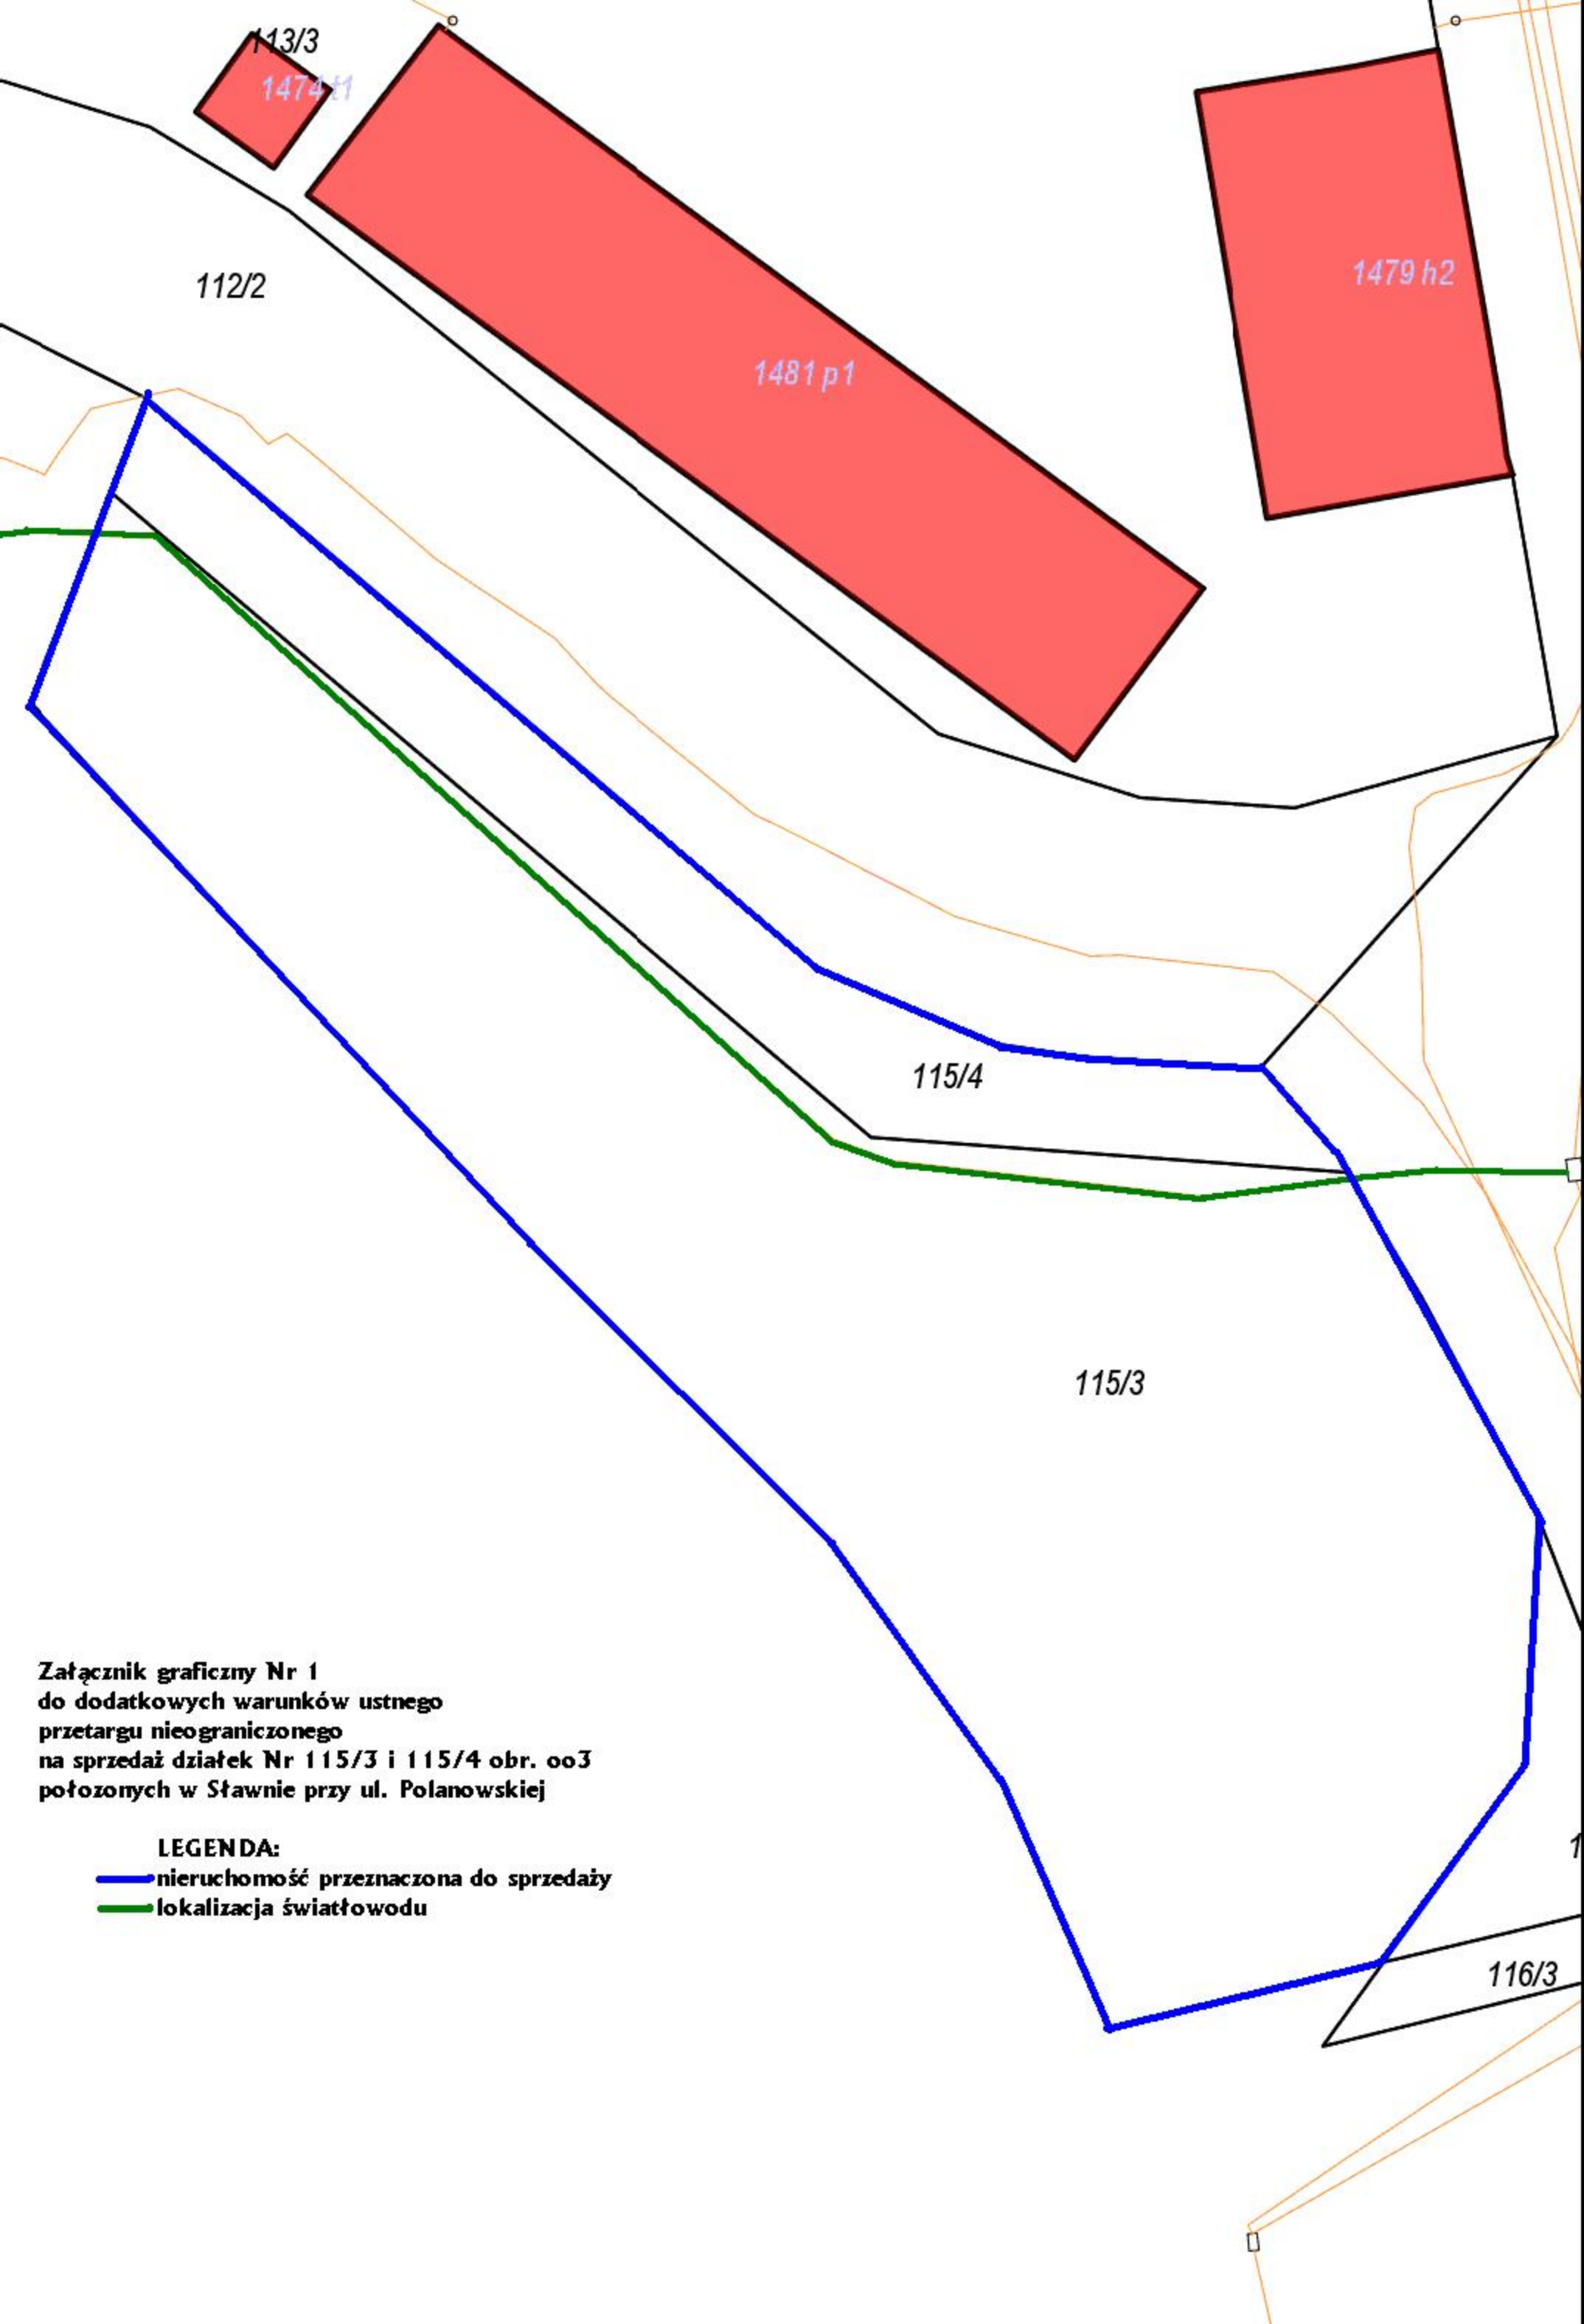 113/3
1474 t1
112/2
1479 h2
1481 p1
115/4
115/3
Załącznik graficzny Nr 1
do dodatkowych warunków ustnego
przetargu nieograniczonego
na sprzedaż działek Nr 115/3 i 115/4 obr. oo3
położonych w Sławnie przy ul. Polanowskiej
LEGENDA:
nieruchomość przeznaczona do sprzedaży
lokalizacja światłowodu
116/3